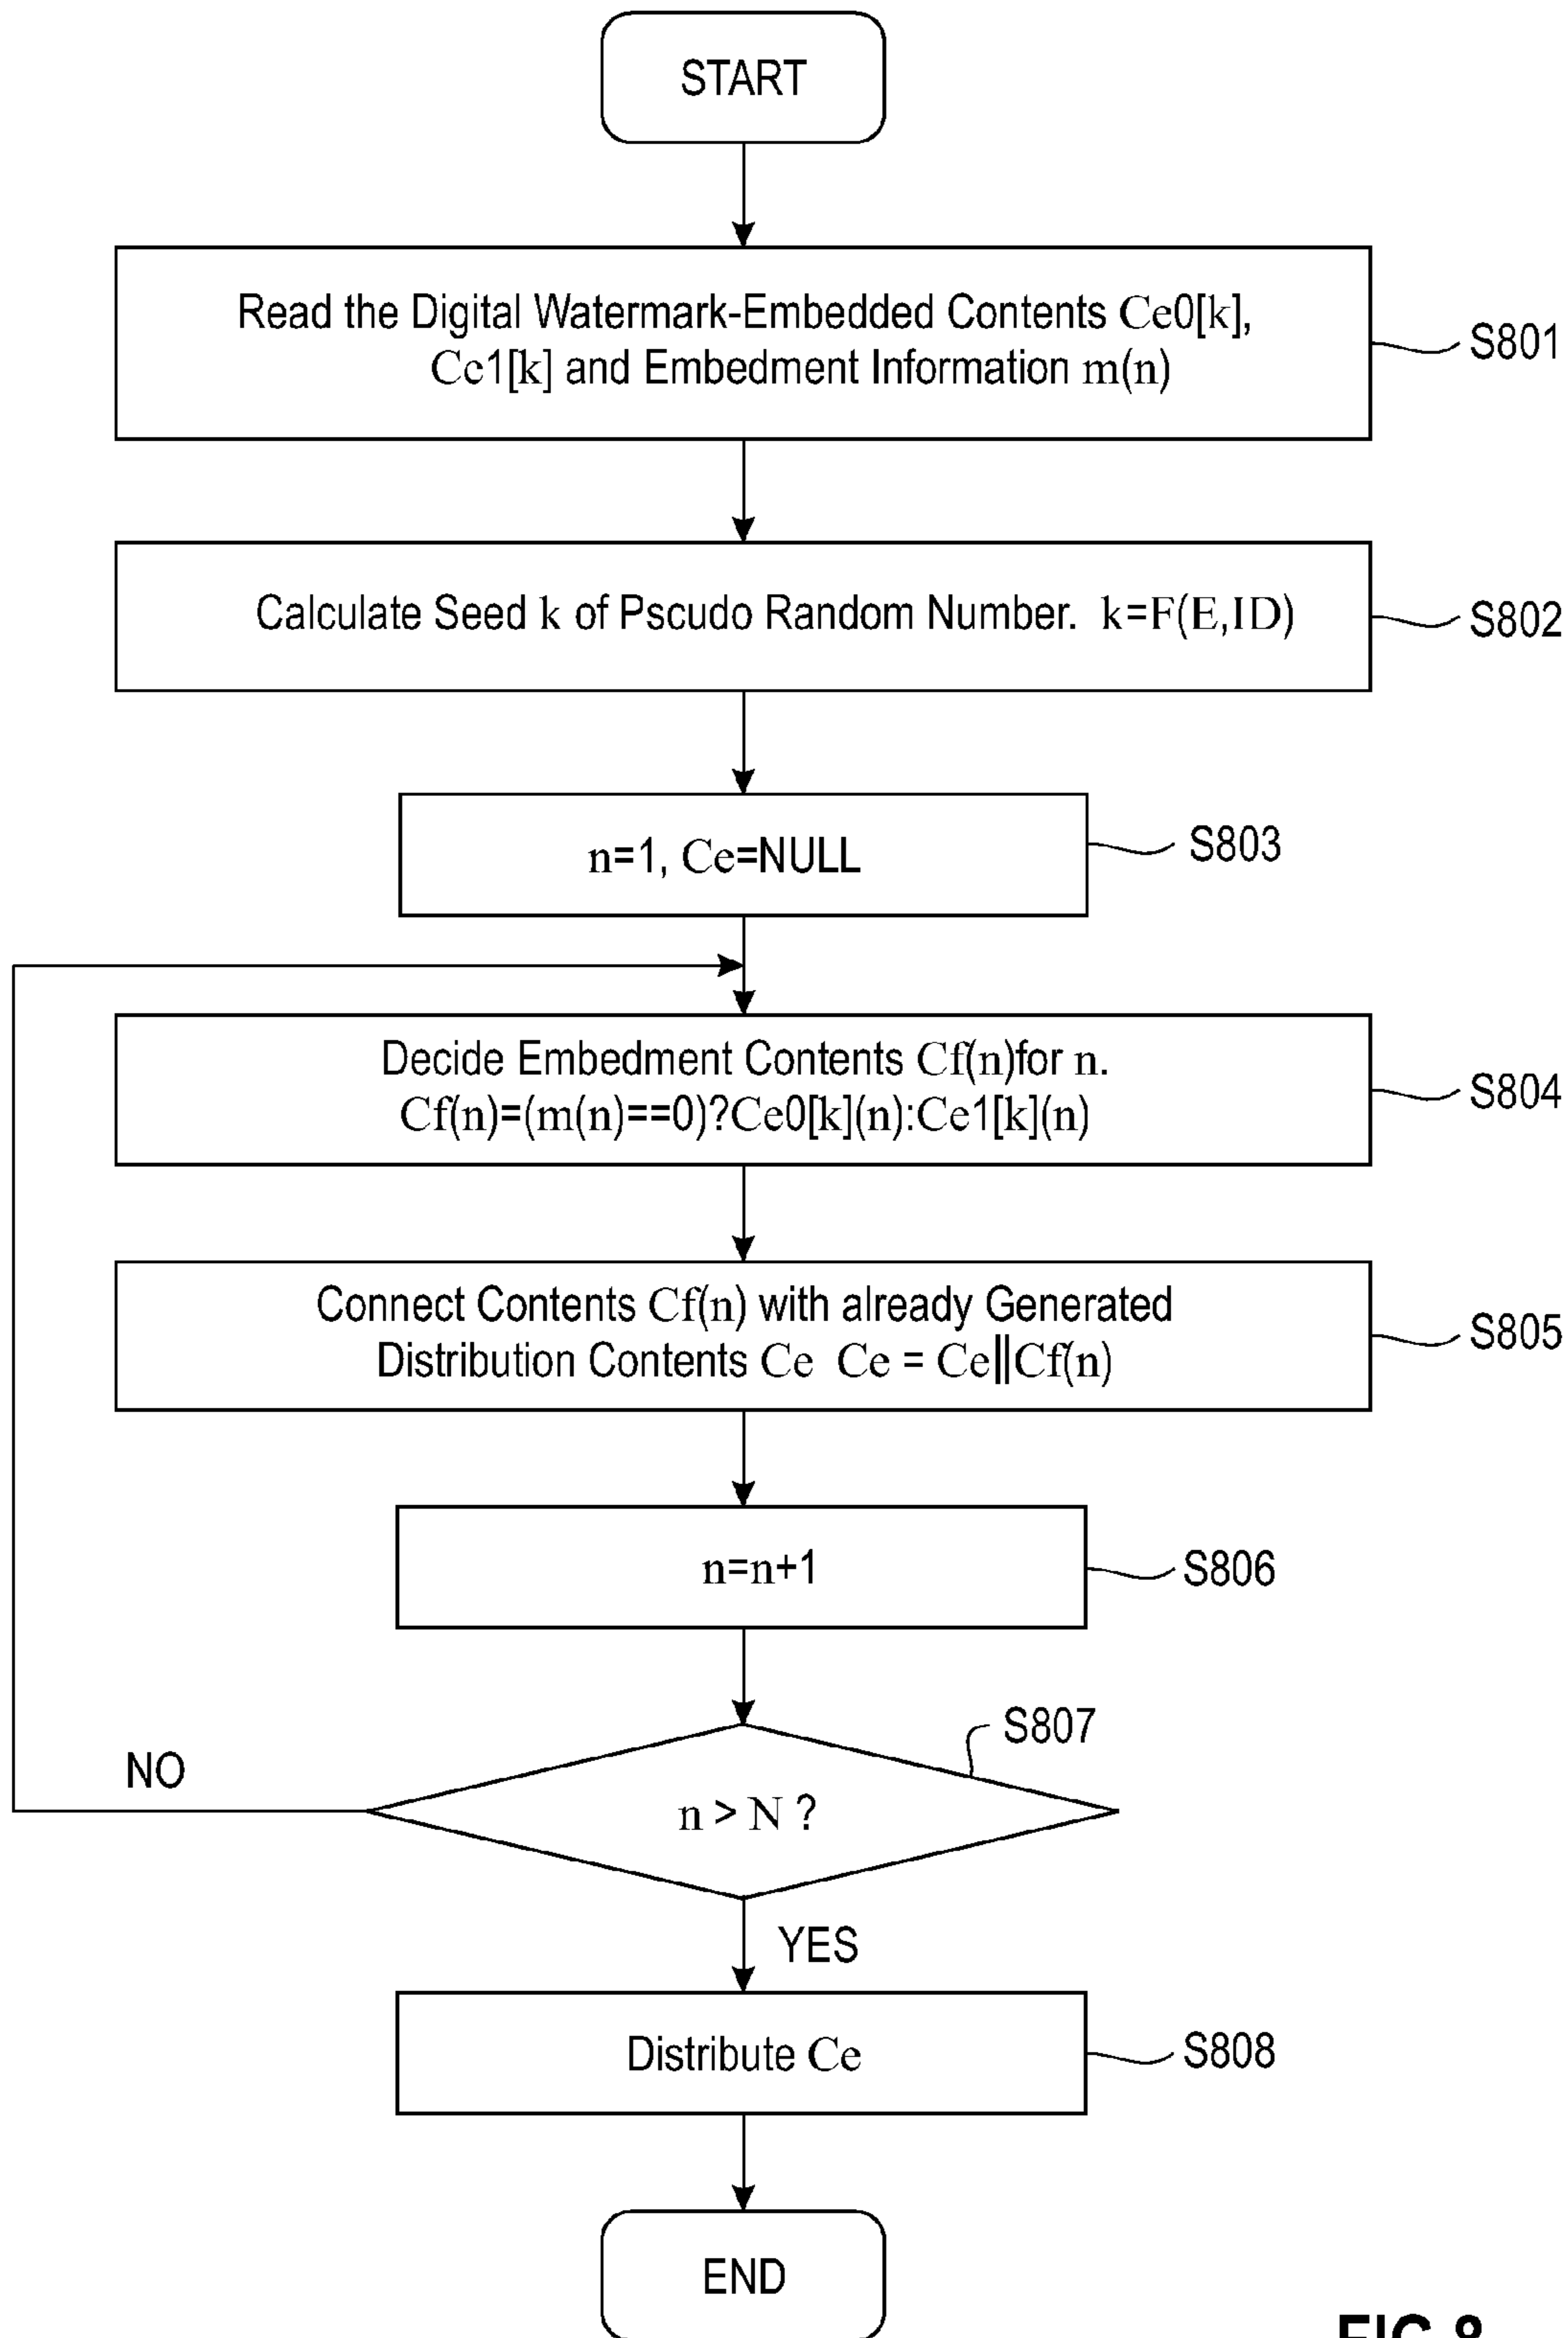 START
Read the Digital Watermark-Embedded Contents Ce0[k],
Ce1[k] and Embedment Information m(n)
S801
Calculate Seed k of Pscudo Random Number. k=F(E,ID)
S802
n=1, Ce=NULL
S803
Decide Embedment Contents Cf(n)for n.
Cf(n)=(m(n)==0)?Ce0[k](n):Ce1[k](n)
S804
Connect Contents Cf(n) with already Generated
Distribution Contents Ce Ce = Ce||Cf(n)
S805
n=n+1
S806
S807
NO
n > N ?
YES
Distribute Ce
S808
END
FIG.8